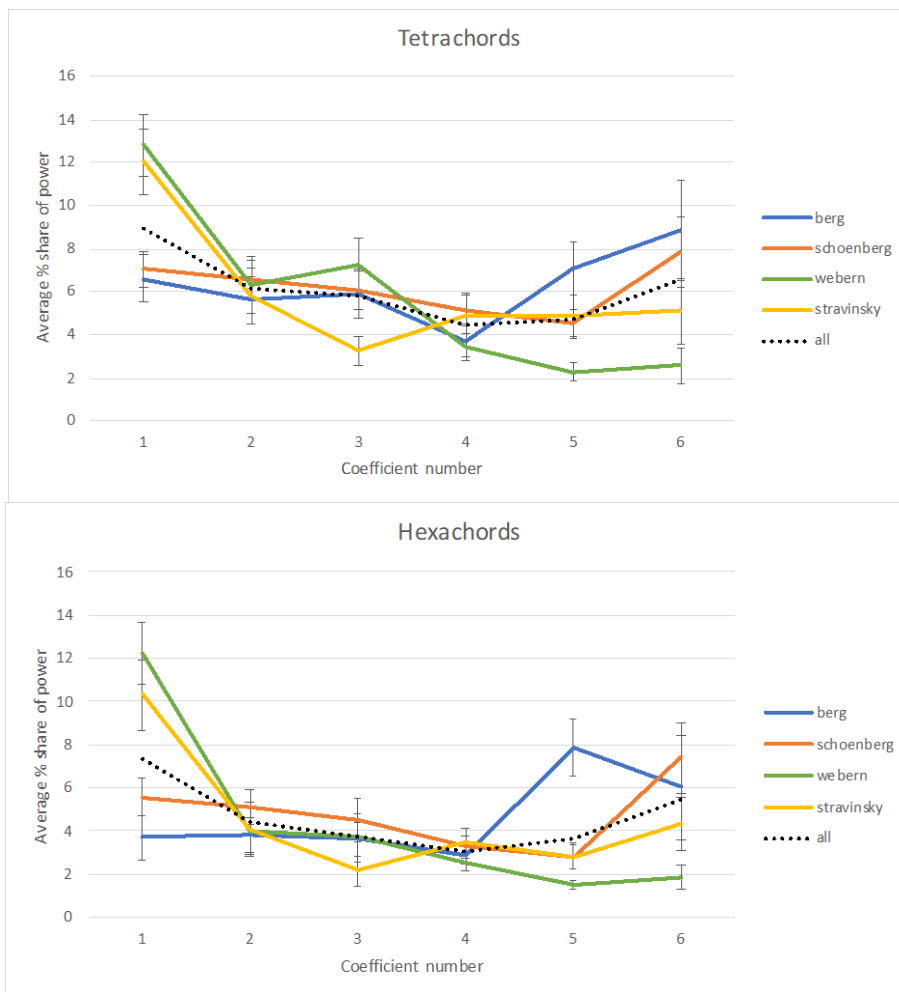 Tetrachords
16
14
12
10
8
6
4
2
0
Average % share of power
1 2 3 4 5 6
Coefficient number
berg
schoenberg
webern
stravinsky
all
Hexachords
16
14
12
10
8
6
4
2
0
Average % share of power
1 2 3 4 5 6
Coefficient number
berg
schoenberg
webern
stravinsky
all